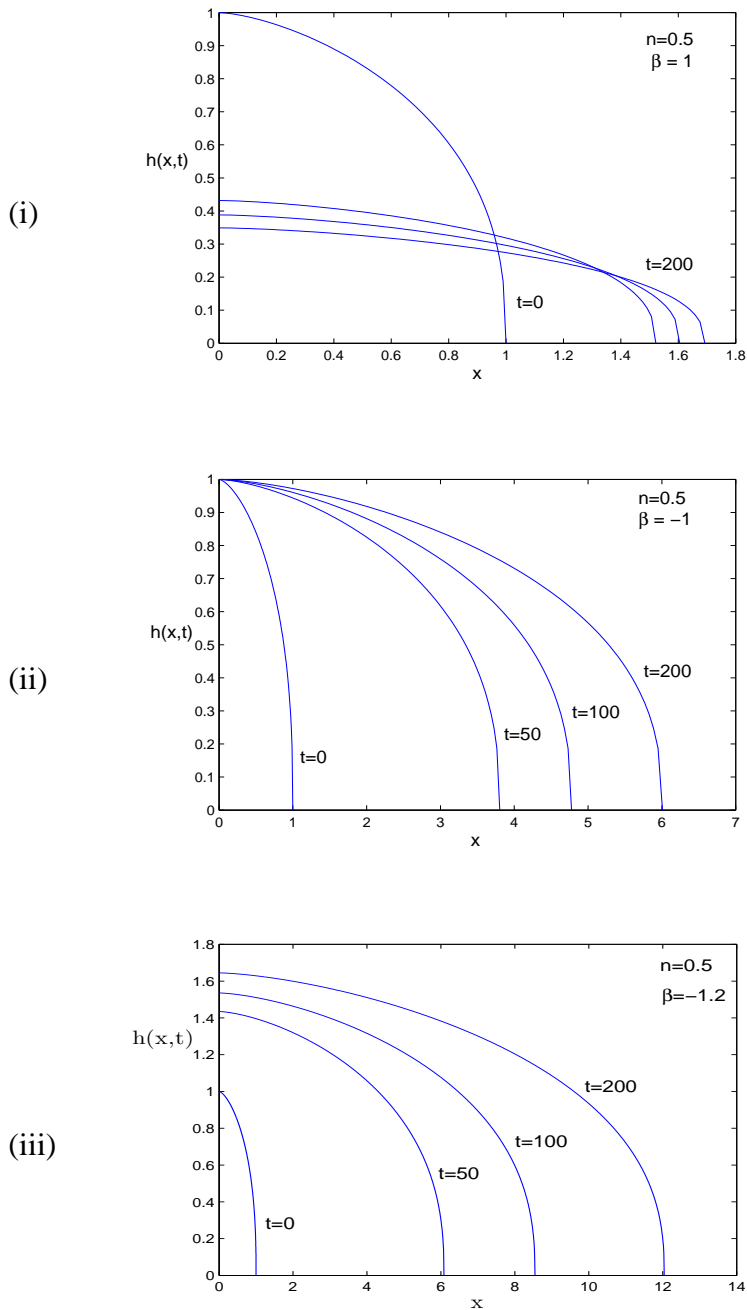 (i)
n=0.5
β = 1
h(x,t)
1
0.9
0.8
0.7
0.6
0.5
0.4
0.3
0.2
0.1
0
t=200
t=0
0 0.2 0.4 0.6 0.8 1 1.2 1.4 1.6 1.8
x
(ii)
n=0.5
β = −1
h(x,t)
1
0.9
0.8
0.7
0.6
0.5
0.4
0.3
0.2
0.1
0
t=200
t=100
t=50
t=0
0 1 2 3 4 5 6 7
x
(iii)
n=0.5
β=−1.2
h(x,t)
1.8
1.6
1.4
1.2
1
0.8
0.6
0.4
0.2
0
t=200
t=100
t=50
t=0
0 2 4 6 8 10 12 14
x